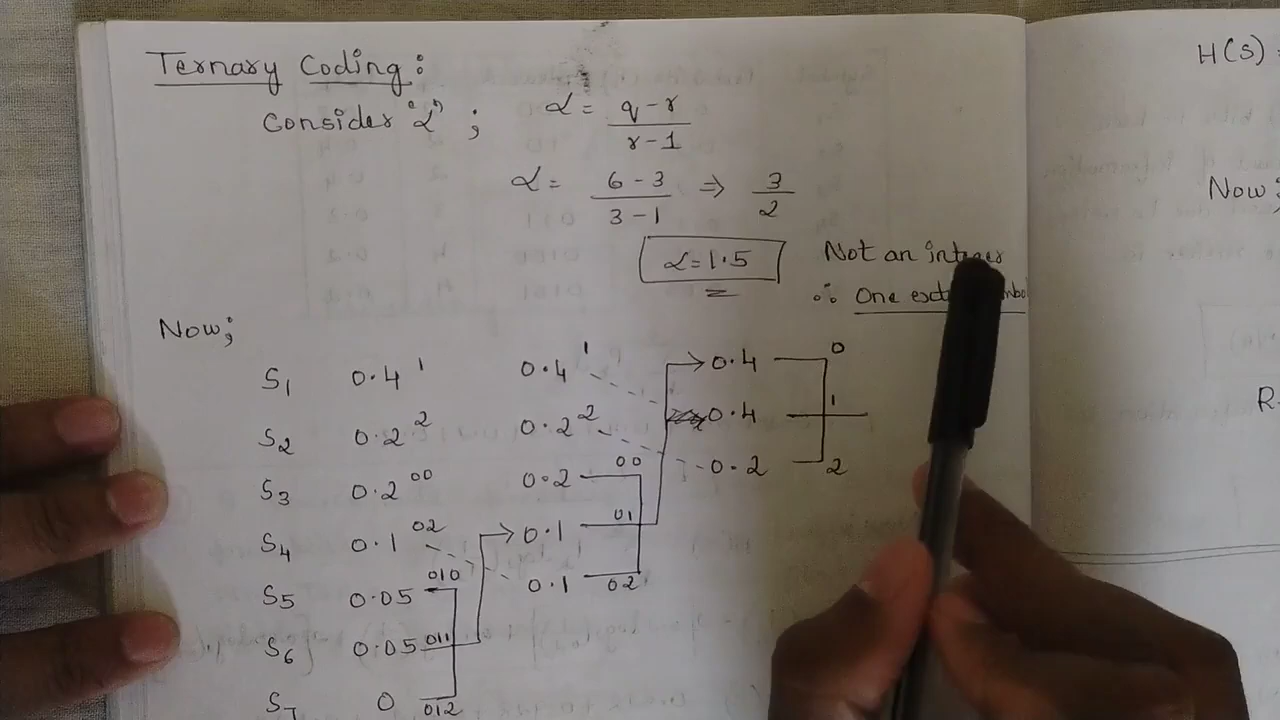 Ternary Coding:
Consider "α" ; α = q - r / r - 1
α = 6 - 3 / 3 - 1 ⇒ 3 / 2
α = 1.5 Not an integer
∴ One
Now;
S1 0.4 1 0.4 1 0.4 0
S2 0.2 2 0.2 2 0.4 1
S3 0.2 00 0.2 00 0.2 2
S4 0.1 02 0.1 01
S5 0.05 010 0.1 02
S6 0.05 011
S7 0 012
H(S)
Now;
R